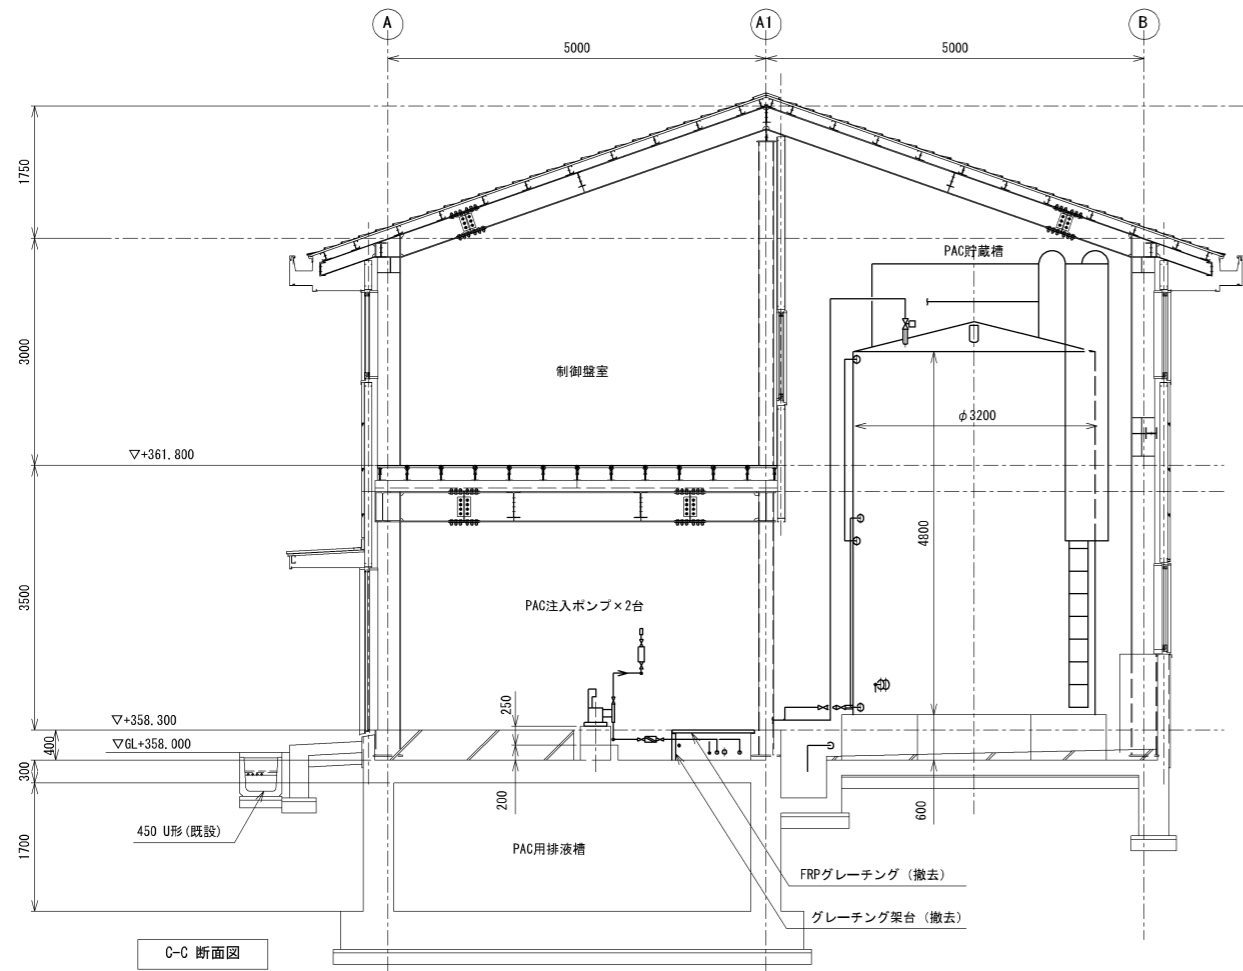 A
A1
B
5000
5000
1750
PAC貯蔵槽
3000
制御盤室
φ3200
▽+361.800
4800
3500
PAC注入ポンプ×2台
250
▽+358.300
400
▽GL+358.000
300
200
600
450 U形(既設)
1700
PAC用排液槽
FRPグレーチング（撤去）
グレーチング架台（撤去）
C-C 断面図